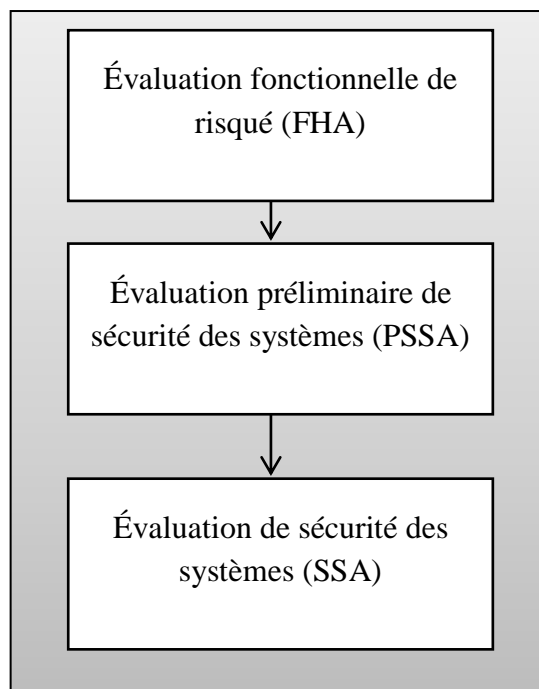 Évaluation fonctionnelle de
risqué (FHA)
Évaluation préliminaire de
sécurité des systèmes (PSSA)
Évaluation de sécurité des
systèmes (SSA)